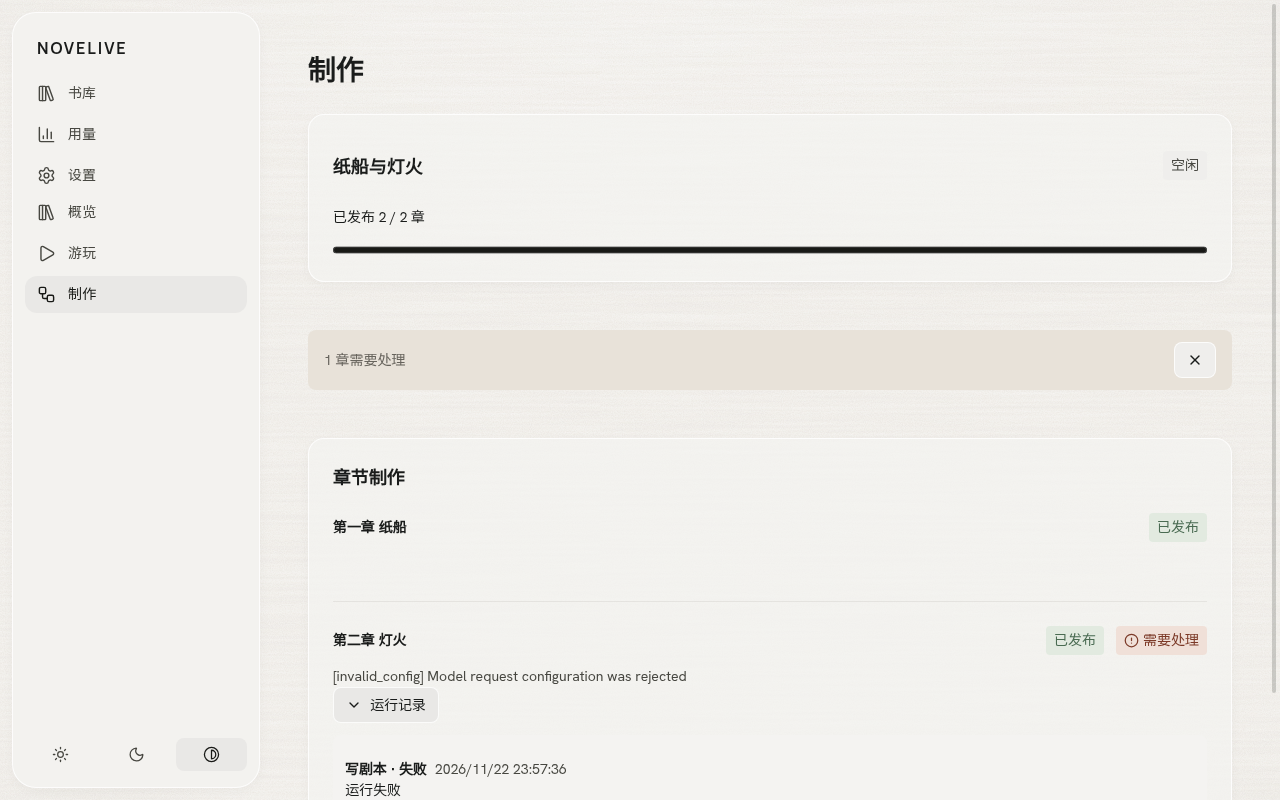 NOVELIVE
书库
用量
设置
概览
游玩
制作
制作
纸船与灯火
空闲
已发布 2 / 2 章
1 章需要处理
章节制作
第一章 纸船
已发布
第二章 灯火
已发布
需要处理
[invalid_config] Model request configuration was rejected
运行记录
写剧本 · 失败 2026/11/22 23:57:36
运行失败